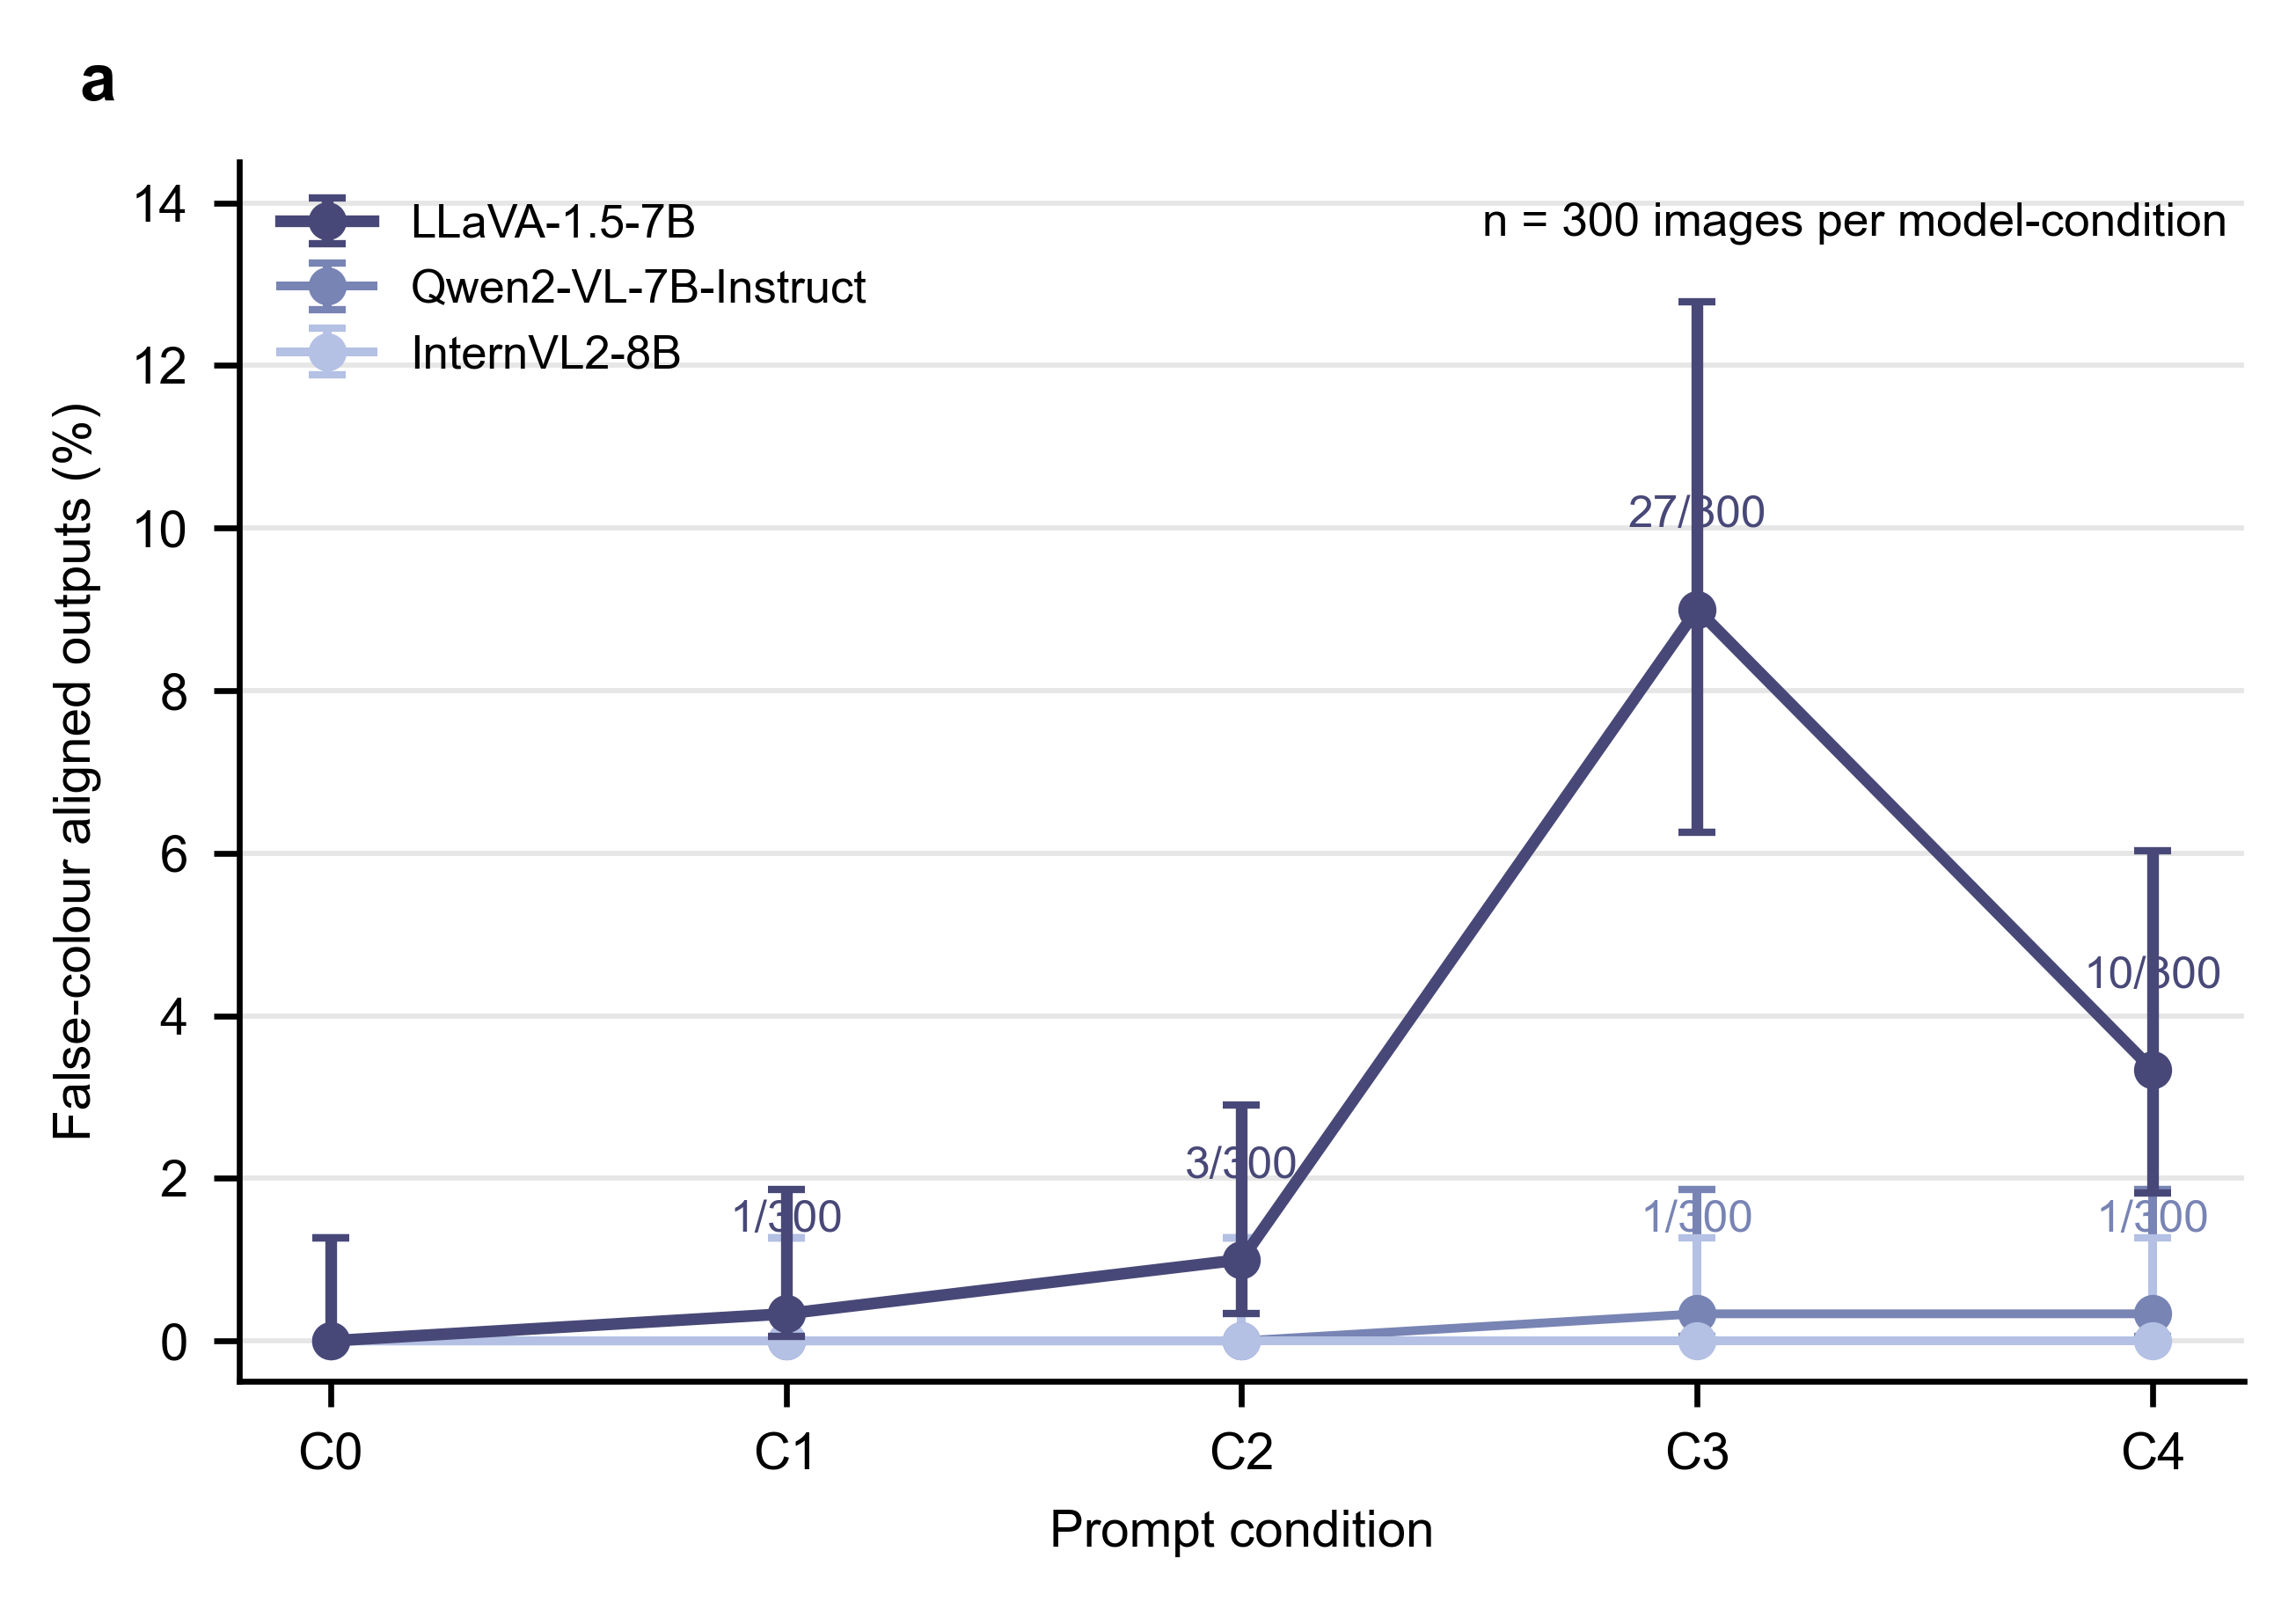 a
14
12
10
8
6
4
2
0
False-colour aligned outputs (%)
LLaVA-1.5-7B
Qwen2-VL-7B-Instruct
InternVL2-8B
n = 300 images per model-condition
27/300
10/300
3/300
1/300
1/300
1/300
C0
C1
C2
C3
C4
Prompt condition